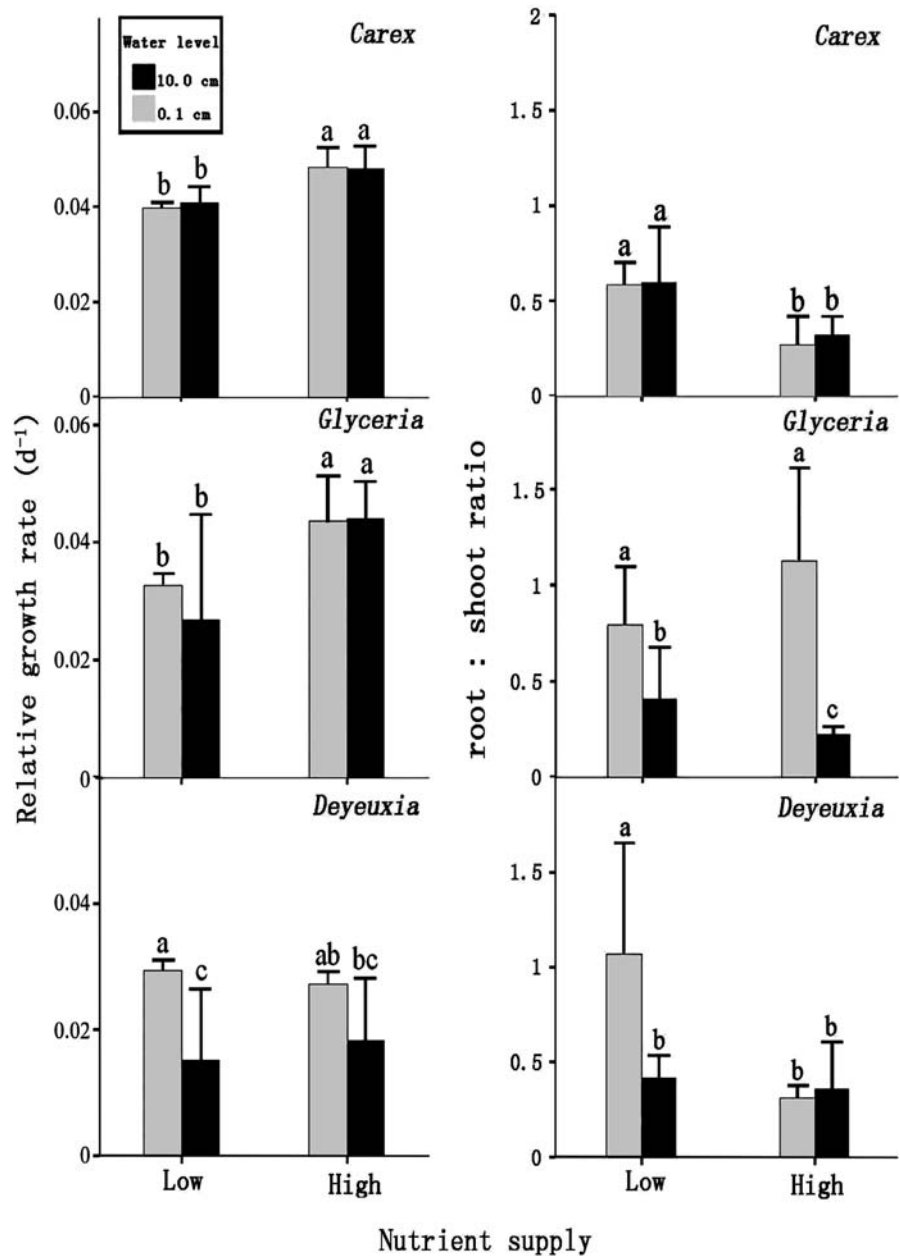 Water level
10.0 cm
0.1 cm
Carex
0.06
0.04
0.02
0
b
b
a
a
Carex
2
1.5
1
0.5
0
a
a
b
b
Glyceria
0.06
0.04
0.02
0
b
b
a
a
Glyceria
1.5
1
0.5
0
a
b
a
c
Deyeuxia
0.04
0.02
0
a
c
ab
bc
Low
High
Deyeuxia
1.5
1
0.5
0
a
b
b
b
Low
High
Relative growth rate (d⁻¹)
root : shoot ratio
Nutrient supply